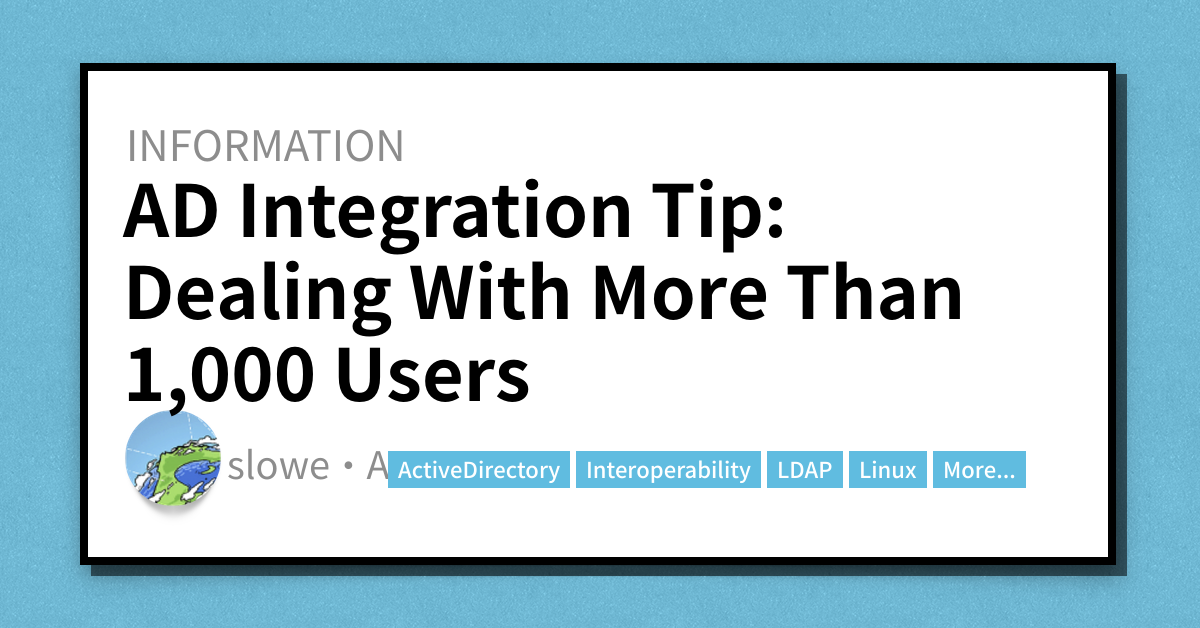 INFORMATION
AD Integration Tip:
Dealing With More Than
1,000 Users
slowe • A
ActiveDirectory Interoperability LDAP Linux More...